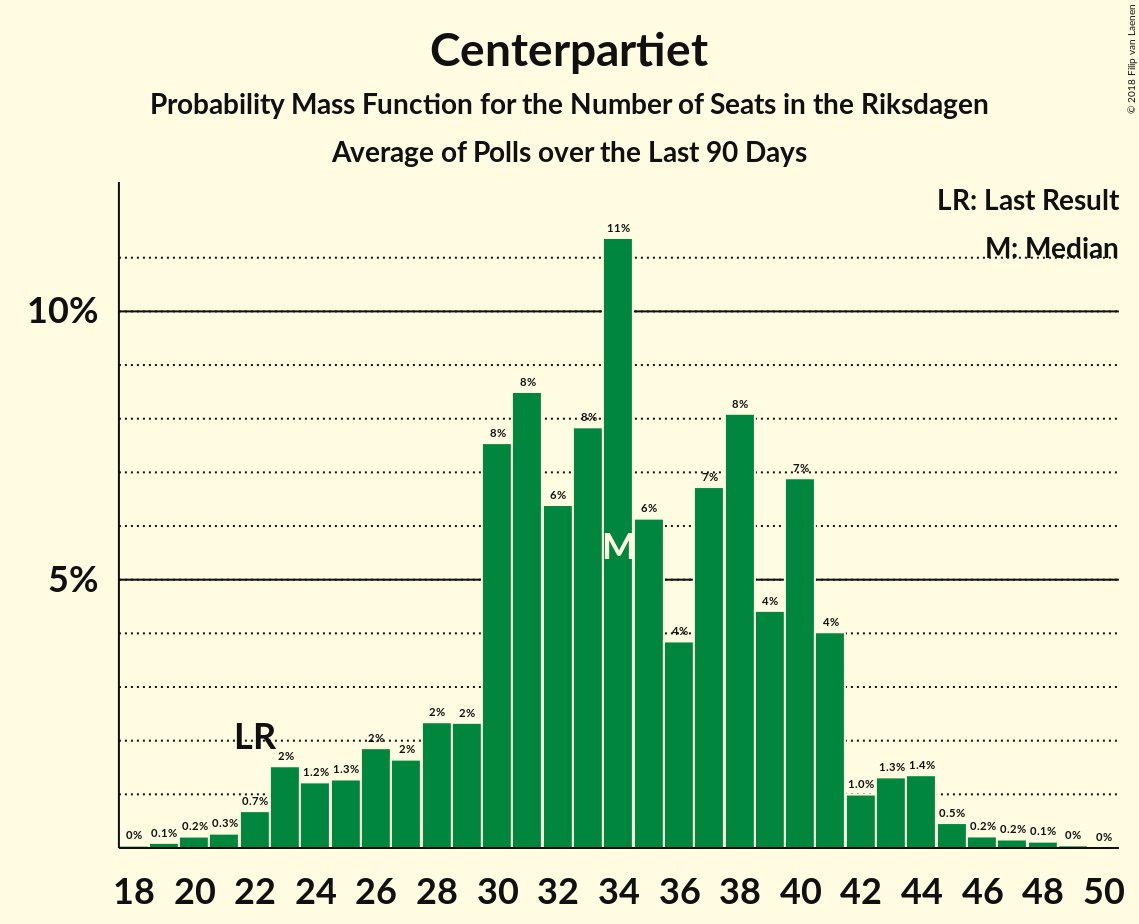 Centerpartiet
Probability Mass Function for the Number of Seats in the Riksdagen
Average of Polls over the Last 90 Days
© 2018 Filip van Laenen
LR: Last Result
M: Median
10%
5%
LR
M
0% 0.1% 0.2% 0.3% 0.7% 2% 1.2% 1.3% 2% 2% 2% 2% 8% 8% 6% 8% 11% 6% 4% 7% 8% 4% 7% 4% 1.0% 1.3% 1.4% 0.5% 0.2% 0.2% 0.1% 0% 0%
18 20 22 24 26 28 30 32 34 36 38 40 42 44 46 48 50